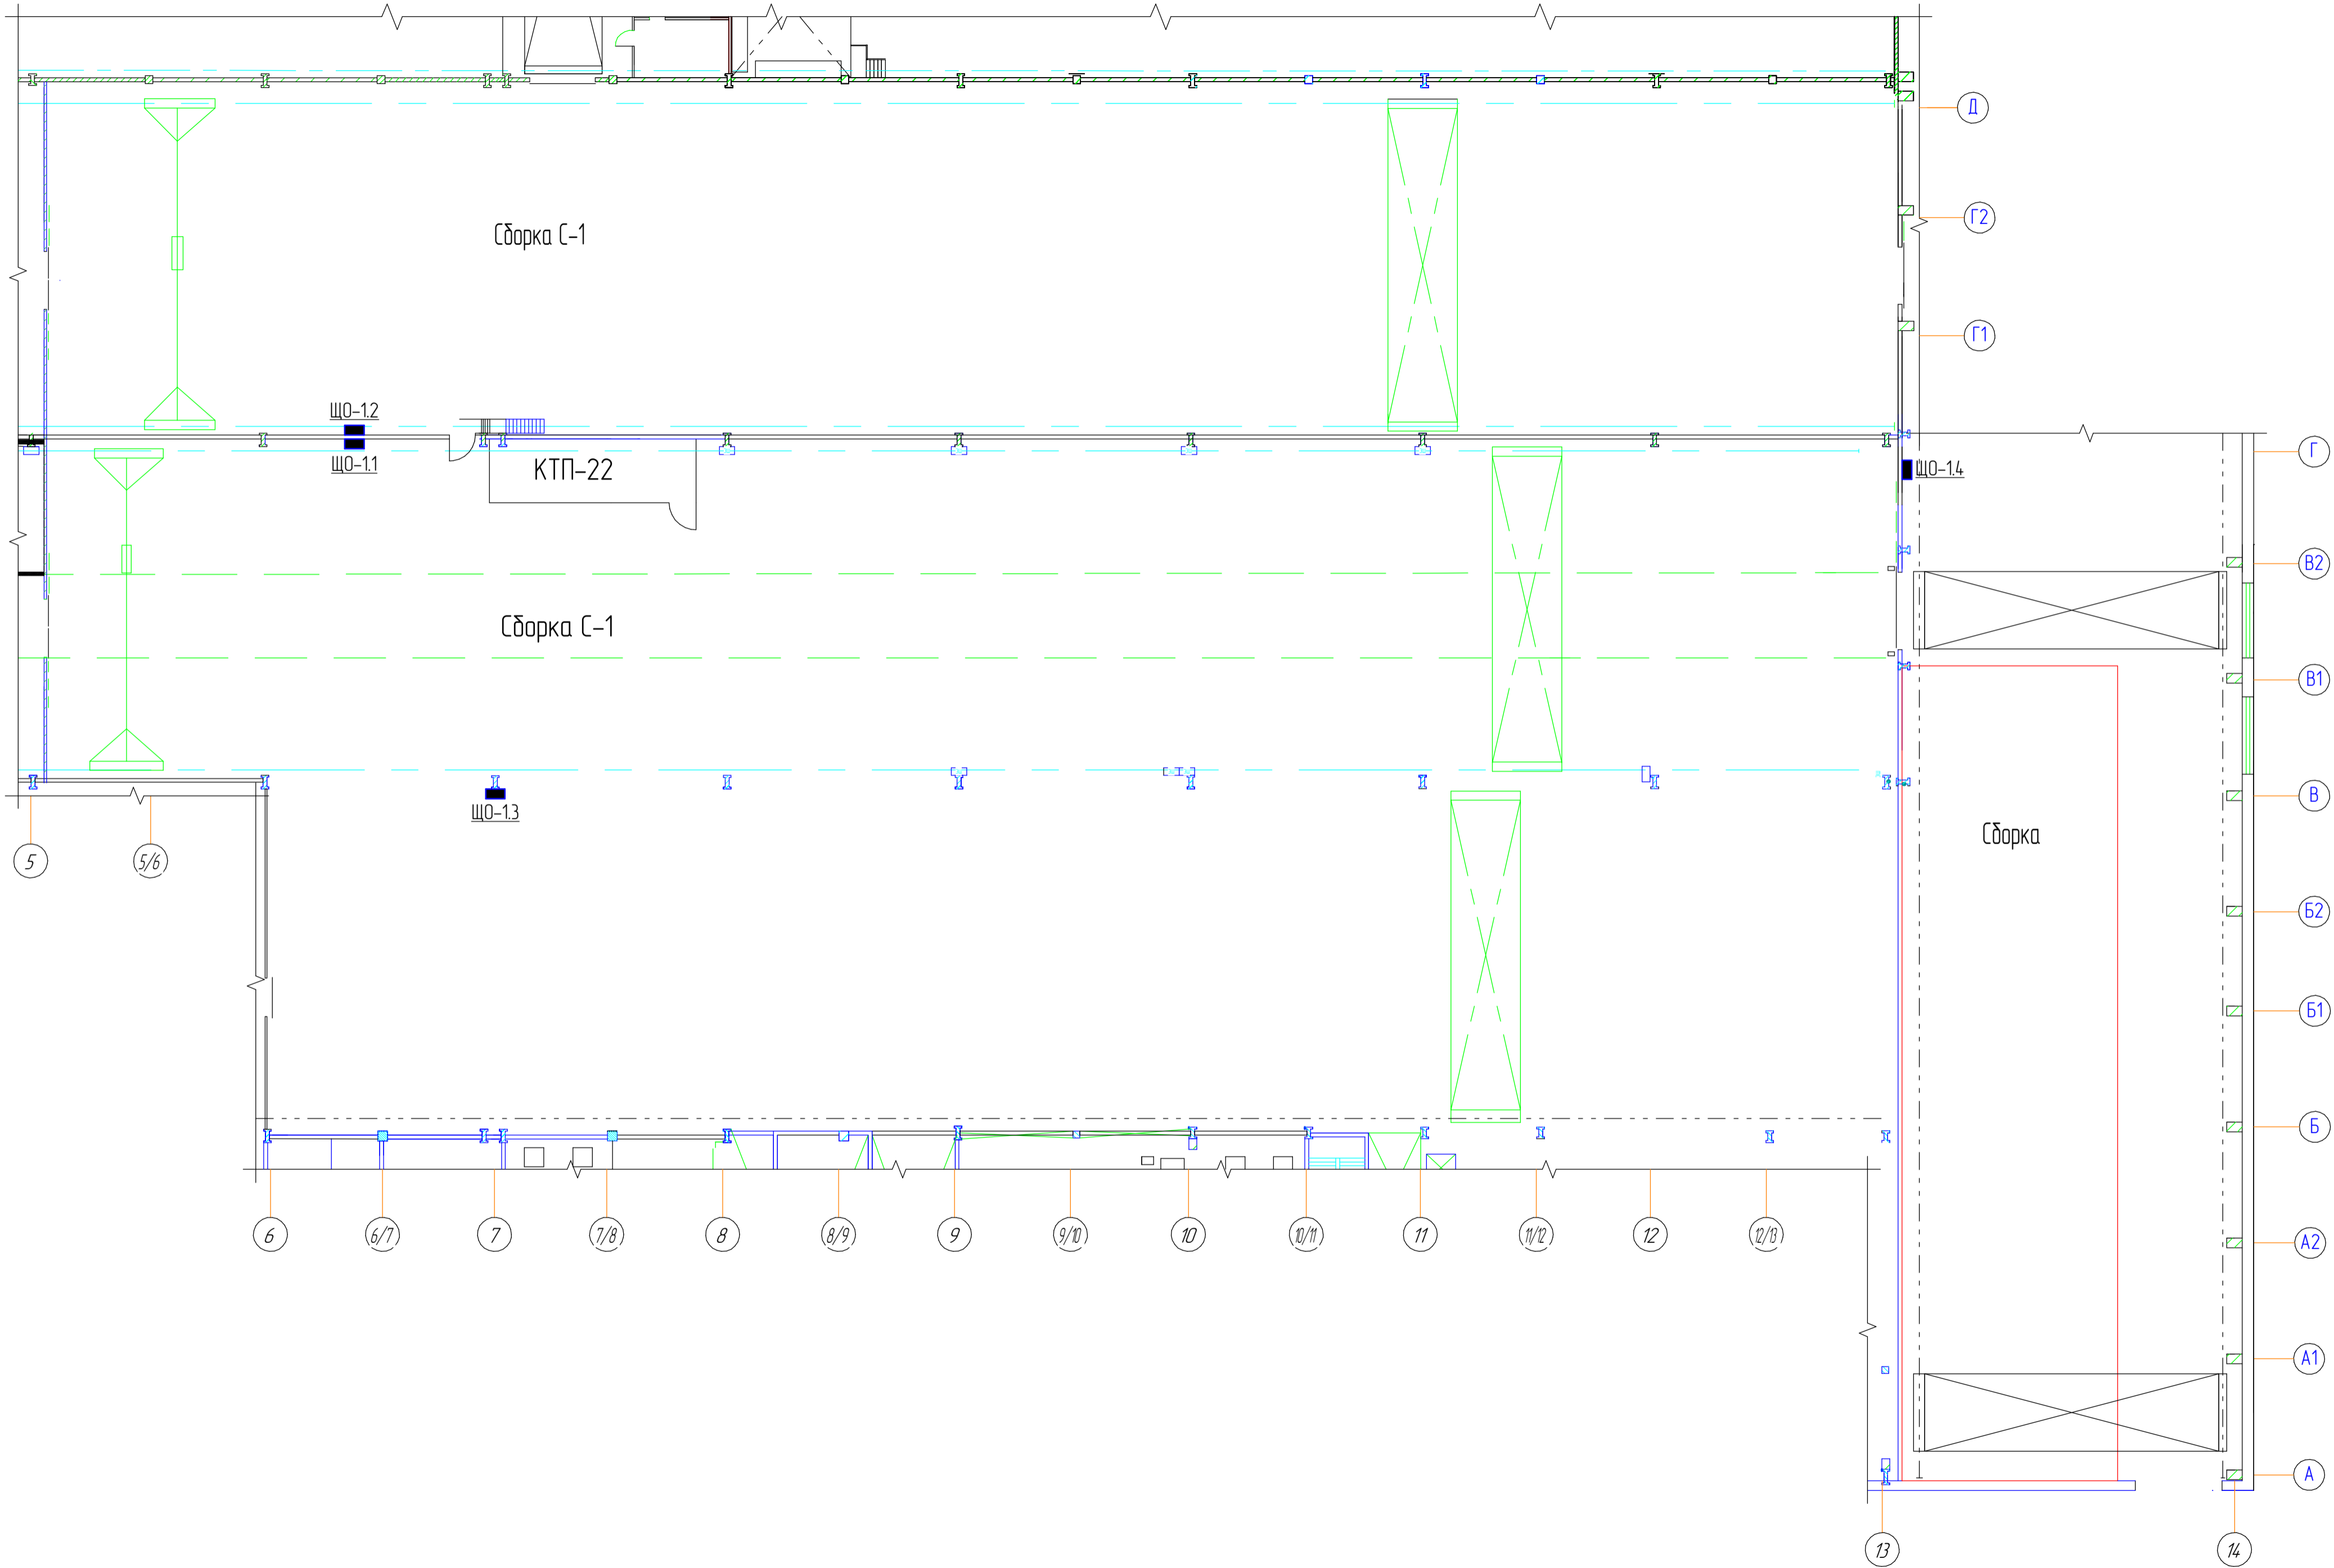 Д
Сборка С-1
Г2
Г1
ЩО-1.2
ЩО-1.1
КТП-22
Г
ЩО-1.4
В2
Сборка С-1
В1
В
ЩО-1.3
Сборка
5
5/6
Б2
Б1
Б
6
6/7
7
7/8
8
8/9
9
9/10
10
10/11
11
11/12
12
12/13
А2
А1
А
13
14